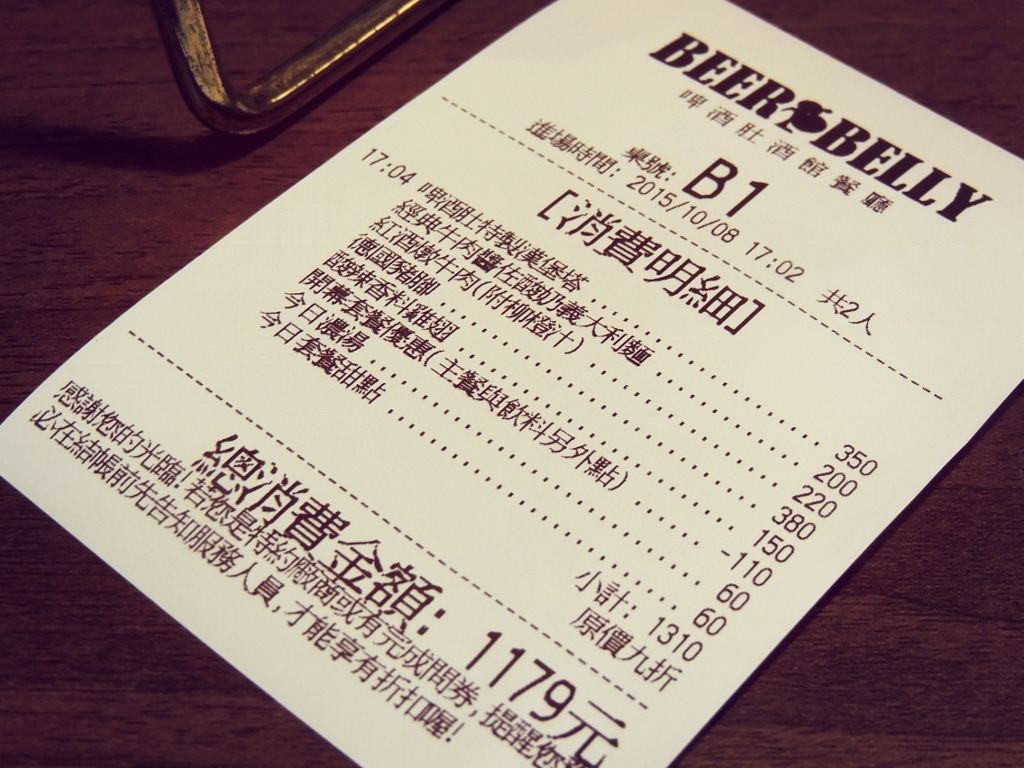 BEER BELLY
啤酒肚酒館餐廳
桌號: B1
進場時間: 2015/10/08 17:02 共2人
[消費明細]
17:04 啤酒肚特製漢堡塔 350
經典牛肉醬佐酸奶義大利麵 200
紅酒燉牛肉(附柳橙汁) 220
德國豬腳 380
酸辣香料雞翅 150
開幕套餐優惠(主餐與飲料另外點) -110
今日濃湯 60
今日套餐甜點 60
小計: 1310
原價九折
總消費金額: 1179元
感謝您的光臨,若您是特約廠商或有完成問券,提醒您
必在結帳前先告知服務人員,才能享有折扣喔!